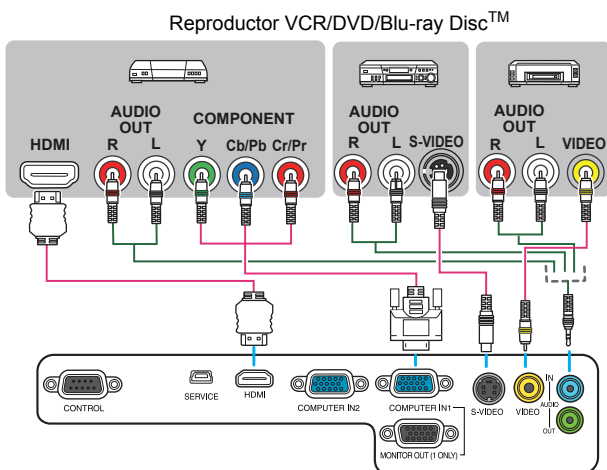 Reproductor VCR/DVD/Blu-ray Disc™
AUDIO OUT
R L
HDMI
COMPONENT
Y Cb/Pb Cr/Pr
AUDIO OUT
R L
S-VIDEO
AUDIO OUT
R L
VIDEO
CONTROL
SERVICE
HDMI
COMPUTER IN2
COMPUTER IN1
MONITOR OUT (1 ONLY)
S-VIDEO
VIDEO
IN
AUDIO
OUT